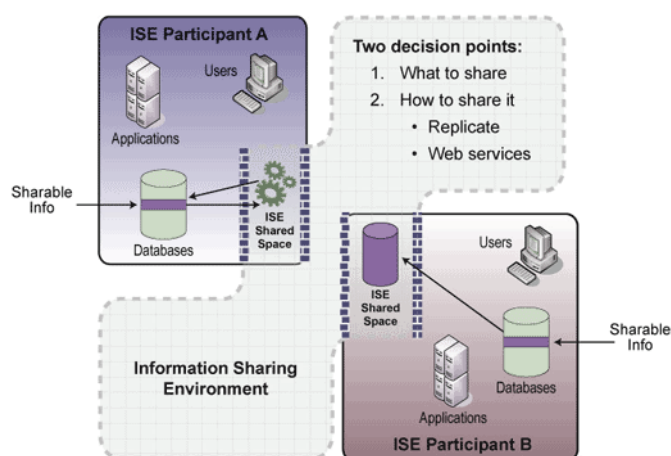 ISE Participant A
Users
Applications
Sharable
Info
Databases
ISE
Shared
Space
Two decision points:
1. What to share
2. How to share it
• Replicate
• Web services
Information Sharing
Environment
ISE
Shared
Space
Users
Sharable
Info
Databases
Applications
ISE Participant B